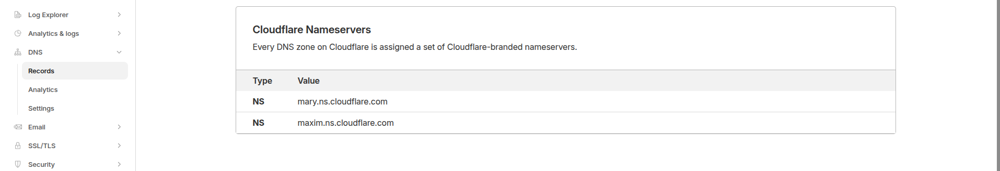 Log Explorer
Analytics & logs
DNS
Records
Analytics
Settings
Email
SSL/TLS
Security
Cloudflare Nameservers
Every DNS zone on Cloudflare is assigned a set of Cloudflare-branded nameservers.
Type Value
NS mary.ns.cloudflare.com
NS maxim.ns.cloudflare.com